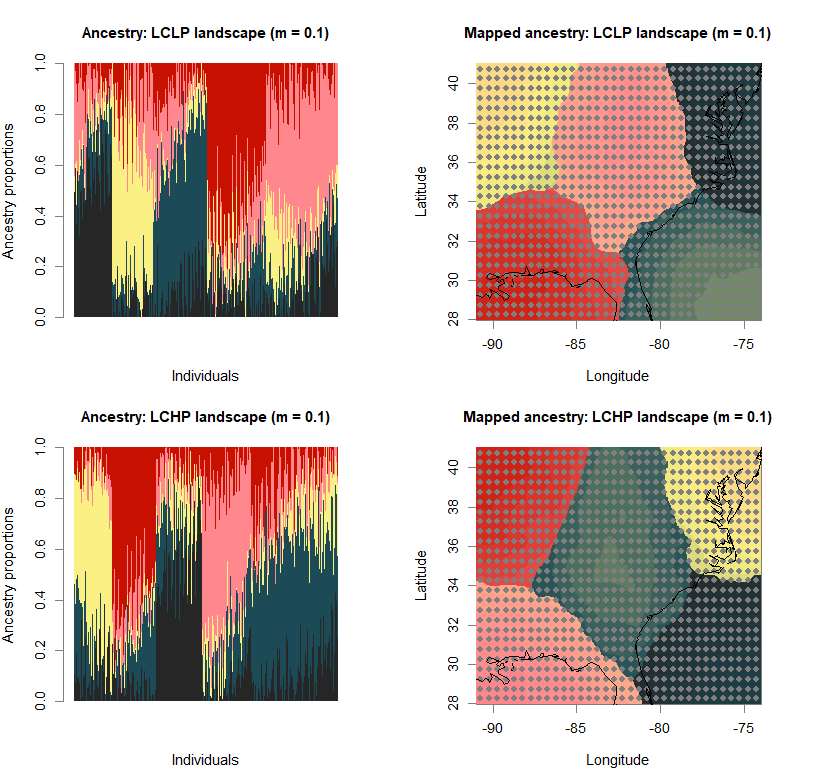 Ancestry: LCLP landscape (m = 0.1)
Ancestry proportions
0.0 0.2 0.4 0.6 0.8 1.0
Individuals
Mapped ancestry: LCLP landscape (m = 0.1)
Latitude
28 30 32 34 36 38 40
-90 -85 -80 -75
Longitude
Ancestry: LCHP landscape (m = 0.1)
Ancestry proportions
0.0 0.2 0.4 0.6 0.8 1.0
Individuals
Mapped ancestry: LCHP landscape (m = 0.1)
Latitude
28 30 32 34 36 38 40
-90 -85 -80 -75
Longitude